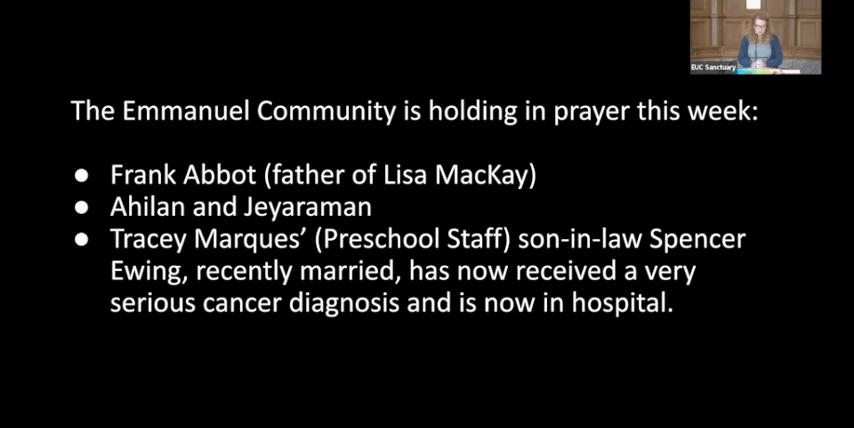 EUC Sanctuary
The Emmanuel Community is holding in prayer this week:
● Frank Abbot (father of Lisa MacKay)
● Ahilan and Jeyaraman
● Tracey Marques’ (Preschool Staff) son-in-law Spencer
Ewing, recently married, has now received a very
serious cancer diagnosis and is now in hospital.